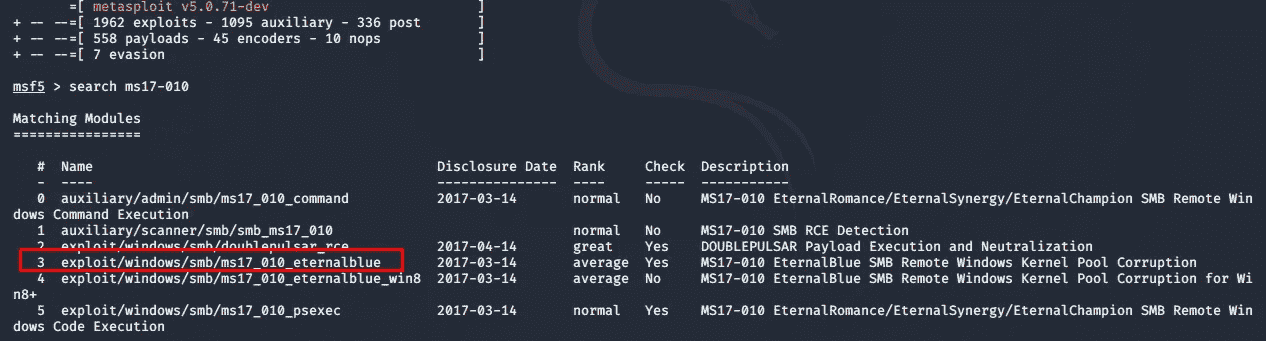 =[ metasploit v5.0.71-dev ]
+ -- --=[ 1962 exploits - 1095 auxiliary - 336 post ]
+ -- --=[ 558 payloads - 45 encoders - 10 nops ]
+ -- --=[ 7 evasion ]
msf5 > search ms17-010
Matching Modules
================
# Name Disclosure Date Rank Check Description
- ---- --------------- ---- ----- -----------
0 auxiliary/admin/smb/ms17_010_command 2017-03-14 normal No MS17-010 EternalRomance/EternalSynergy/EternalChampion SMB Remote Win
dows Command Execution
1 auxiliary/scanner/smb/smb_ms17_010 normal No MS17-010 SMB RCE Detection
2 exploit/windows/smb/doublepulsar_rce 2017-04-14 great Yes DOUBLEPULSAR Payload Execution and Neutralization
3 exploit/windows/smb/ms17_010_eternalblue 2017-03-14 average Yes MS17-010 EternalBlue SMB Remote Windows Kernel Pool Corruption
4 exploit/windows/smb/ms17_010_eternalblue_win8 2017-03-14 average No MS17-010 EternalBlue SMB Remote Windows Kernel Pool Corruption for Wi
n8+
5 exploit/windows/smb/ms17_010_psexec 2017-03-14 normal Yes MS17-010 EternalRomance/EternalSynergy/EternalChampion SMB Remote Win
dows Code Execution